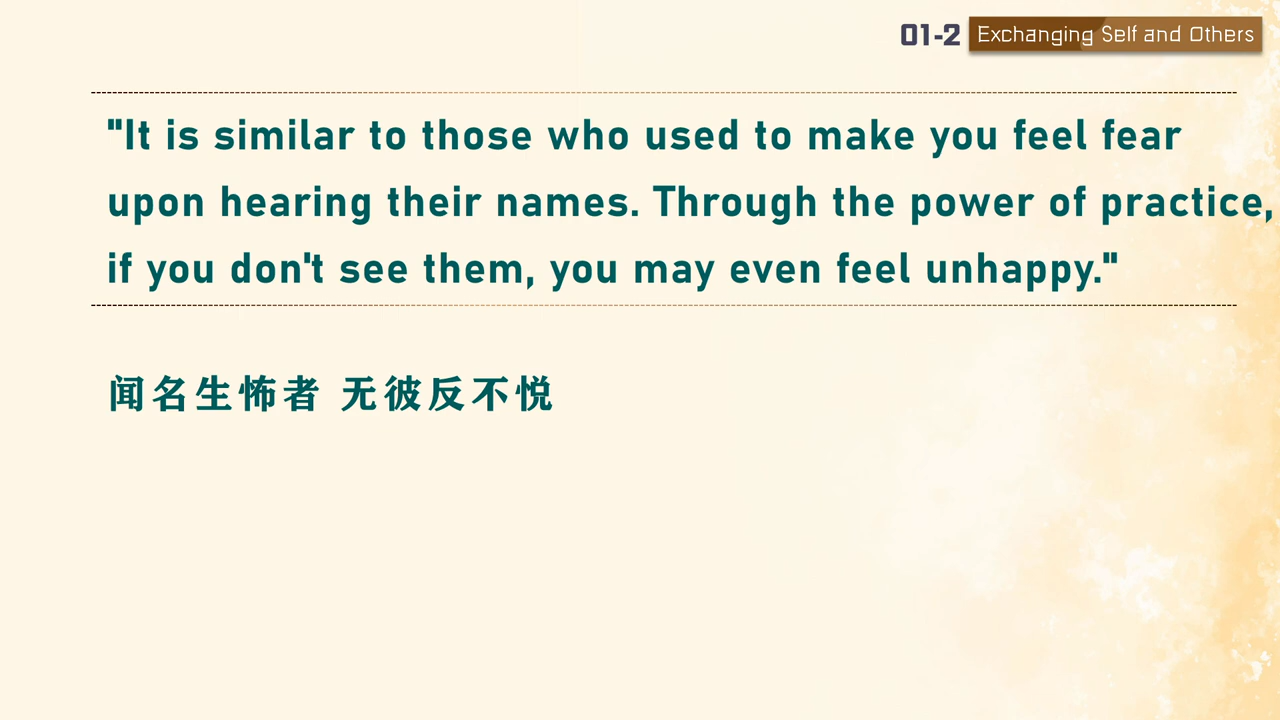 01-2 Exchanging Self and Others
"It is similar to those who used to make you feel fear
upon hearing their names. Through the power of practice,
if you don't see them, you may even feel unhappy."
闻名生怖者 无彼反不悦